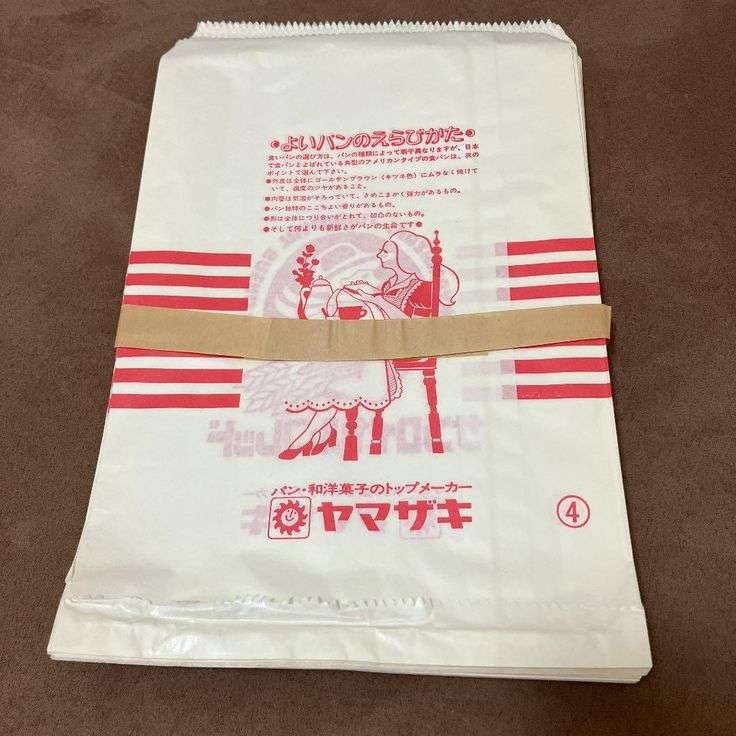 •よいパンのえらびかた•
良いパンの選び方は、パンの種類によって若干異なりますが、日本
で食パンとよばれている典型のアメリカンタイプの食パンは、次の
ポイントで選んで下さい。
●外皮は全体にゴールデンブラウン（キツネ色）にムラなく焼けて
いて、適度のツヤがあること。
●内相は気泡がそろっていて、きめこまかく弾力があるもの。
●パン独特のここちよい香りがあるもの。
●形は全体につり合いがとれて、凹凸のないもの。
●そして何よりも新鮮さがパンの生命です●
パン・和洋菓子のトップメーカー
ヤマザキ
④